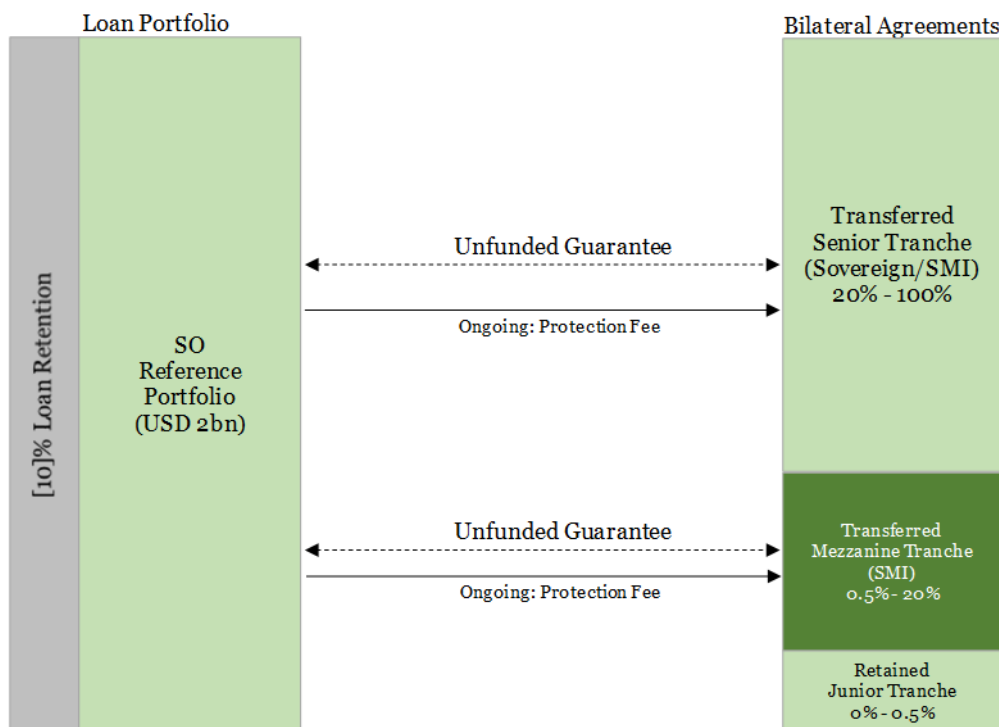 Loan Portfolio
Bilateral Agreements
[10]% Loan Retention
SO
Reference
Portfolio
(USD 2bn)
Unfunded Guarantee
Ongoing: Protection Fee
Transferred
Senior Tranche
(Sovereign/SMI)
20% - 100%
Unfunded Guarantee
Ongoing: Protection Fee
Transferred
Mezzanine Tranche
(SMI)
0.5%- 20%
Retained
Junior Tranche
0% - 0.5%